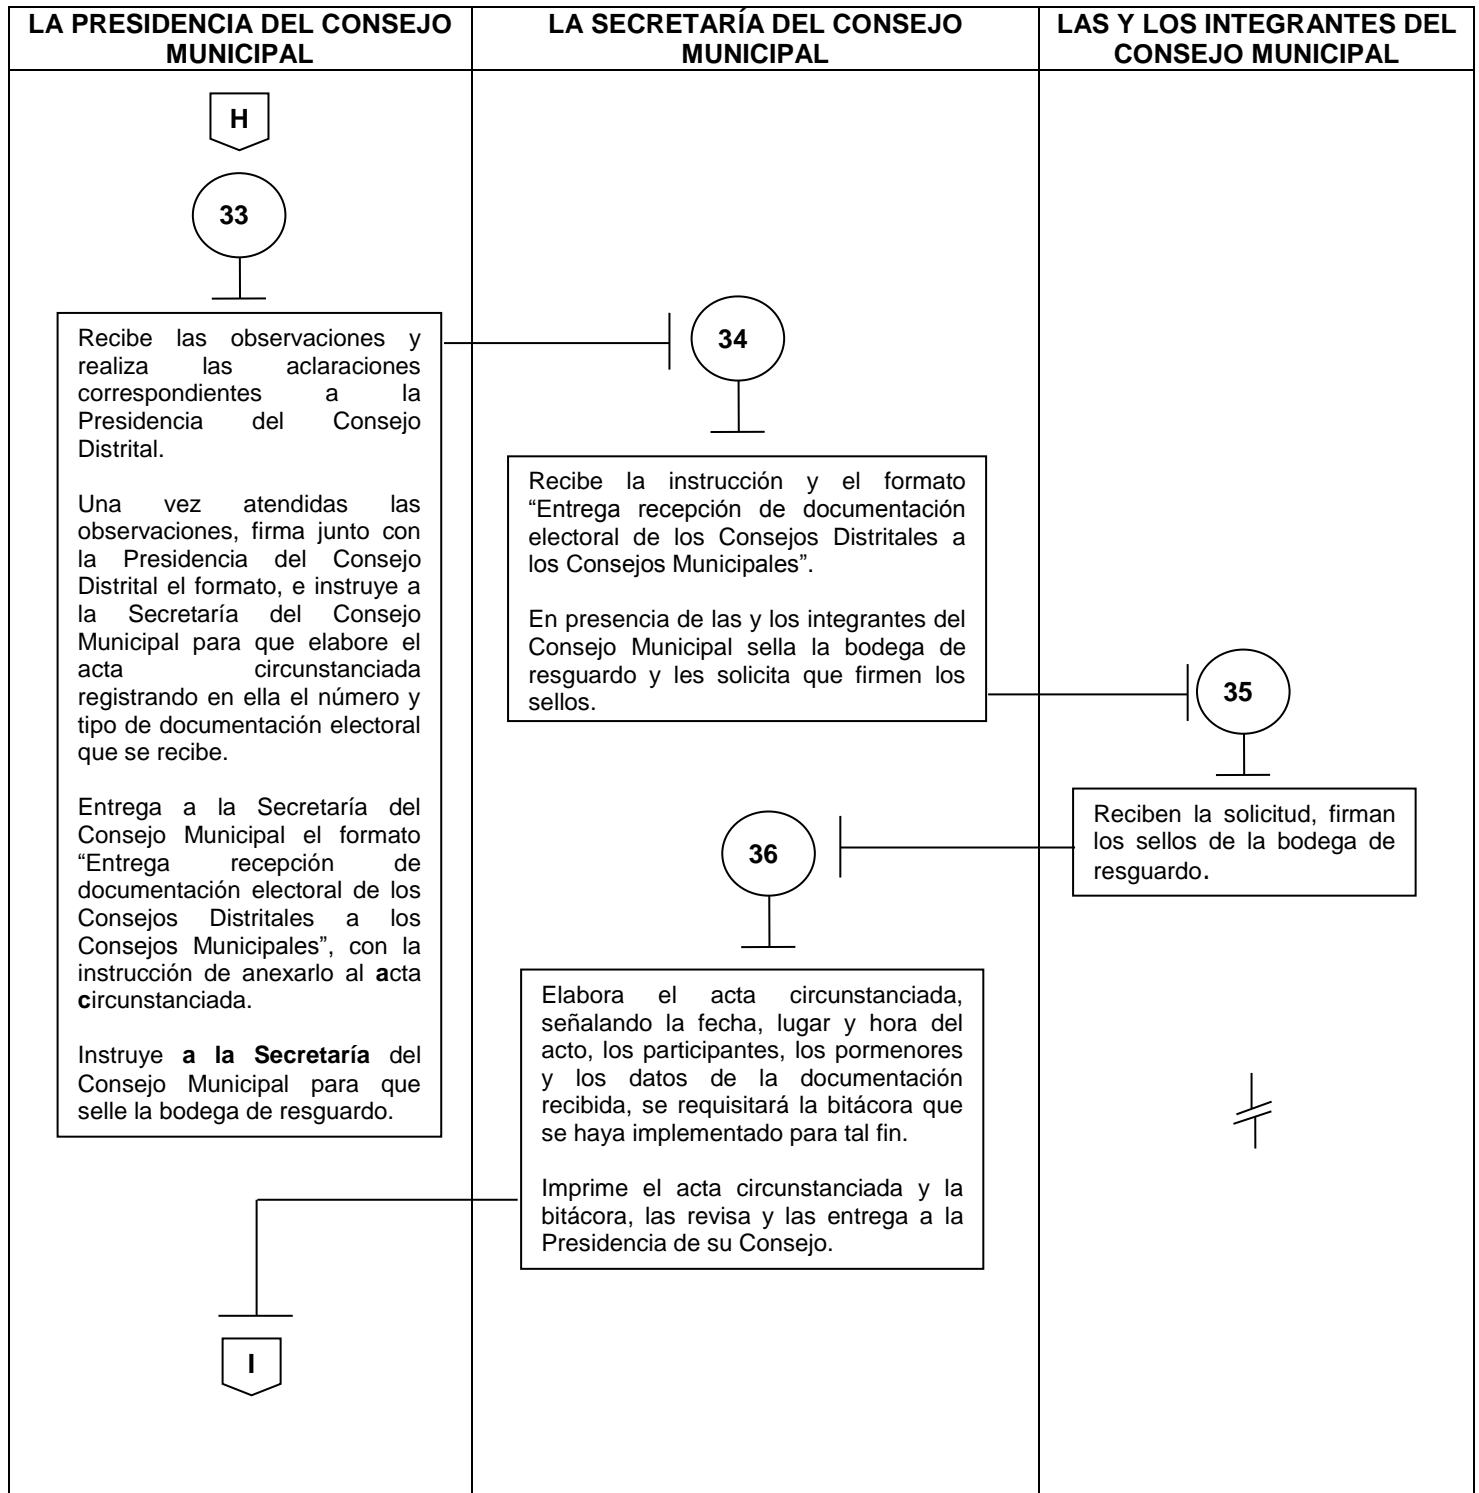 LA PRESIDENCIA DEL CONSEJO
MUNICIPAL
LA SECRETARÍA DEL CONSEJO
MUNICIPAL
LAS Y LOS INTEGRANTES DEL
CONSEJO MUNICIPAL
H
33
Recibe las observaciones y
realiza las aclaraciones
correspondientes a la
Presidencia del Consejo
Distrital.
Una vez atendidas las
observaciones, firma junto con
la Presidencia del Consejo
Distrital el formato, e instruye a
la Secretaría del Consejo
Municipal para que elabore el
acta circunstanciada
registrando en ella el número y
tipo de documentación electoral
que se recibe.
Entrega a la Secretaría del
Consejo Municipal el formato
“Entrega recepción de
documentación electoral de los
Consejos Distritales a los
Consejos Municipales”, con la
instrucción de anexarlo al acta
circunstanciada.
Instruye a la Secretaría del
Consejo Municipal para que
selle la bodega de resguardo.
34
Recibe la instrucción y el formato
“Entrega recepción de documentación
electoral de los Consejos Distritales a
los Consejos Municipales”.
En presencia de las y los integrantes del
Consejo Municipal sella la bodega de
resguardo y les solicita que firmen los
sellos.
35
Reciben la solicitud, firman
los sellos de la bodega de
resguardo.
36
Elabora el acta circunstanciada,
señalando la fecha, lugar y hora del
acto, los participantes, los pormenores
y los datos de la documentación
recibida, se requisitará la bitácora que
se haya implementado para tal fin.
Imprime el acta circunstanciada y la
bitácora, las revisa y las entrega a la
Presidencia de su Consejo.
I